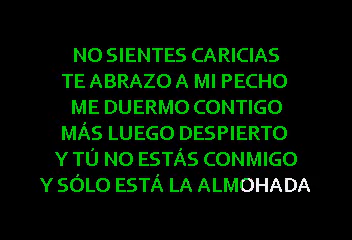 NO SIENTES CARICIAS
TE ABRAZO A MI PECHO
ME DUERMO CONTIGO
MÁS LUEGO DESPIERTO
Y TÚ NO ESTÁS CONMIGO
Y SÓLO ESTÁ LA ALMOHADA